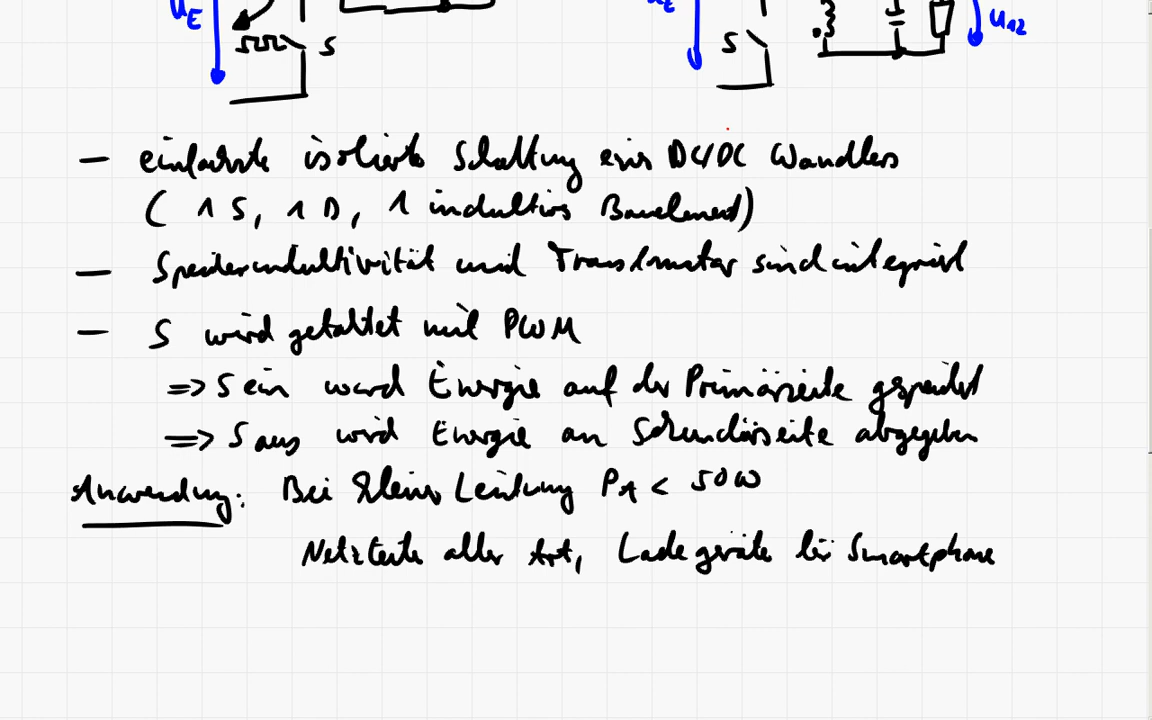 u_E
S
u_E
S
u_A2
– einfachste isolierte Schaltung eines DC/DC Wandlers
( 1 S, 1 D, 1 induktives Bauelement)
– Speicherinduktivität und Transformator sind integriert
– S wird getaktet mit PWM
=> S ein ward Energie auf der Primärseite gespeichert
=> S aus wird Energie an Sekundärseite abgegeben
Anwendung: Bei kleiner Leistung P_A < 50W
Netzteile aller Art, Ladegeräte bei Smartphone